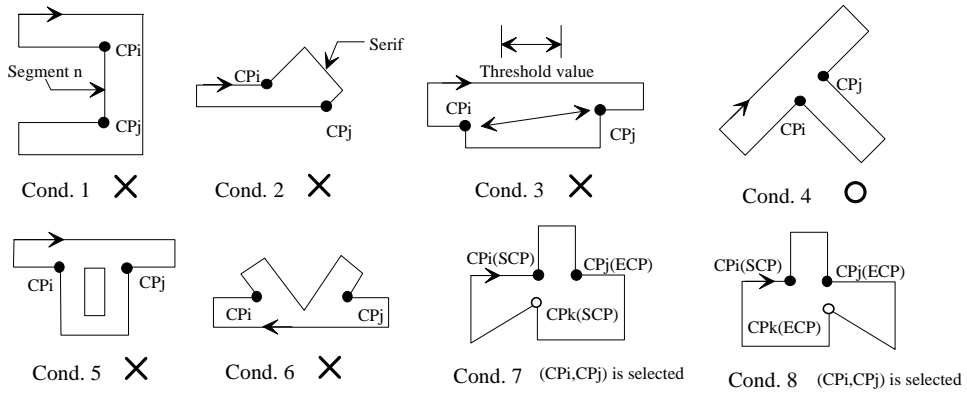 CPi
Segment n
CPj
Cond. 1
Serif
CPi
CPj
Cond. 2
Threshold value
CPi
CPj
Cond. 3
CPj
CPi
Cond. 4
CPi
CPj
Cond. 5
CPi
CPj
Cond. 6
CPi(SCP)
CPj(ECP)
CPk(SCP)
Cond. 7 (CPi,CPj) is selected
CPi(SCP)
CPj(ECP)
CPk(ECP)
Cond. 8 (CPi,CPj) is selected